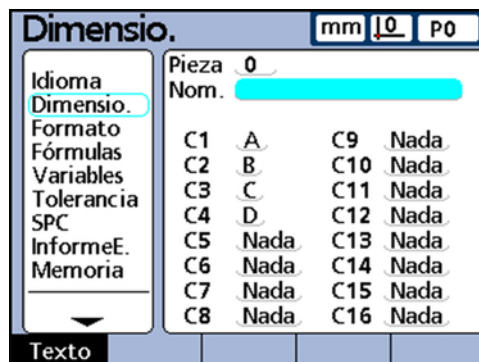 Dimensio. mm 0 P0
Idioma
Dimensio.
Formato
Fórmulas
Variables
Tolerancia
SPC
InformeE.
Memoria
Pieza 0
Nom.
C1 A C9 Nada
C2 B C10 Nada
C3 C C11 Nada
C4 D C12 Nada
C5 Nada C13 Nada
C6 Nada C14 Nada
C7 Nada C15 Nada
C8 Nada C16 Nada
Texto